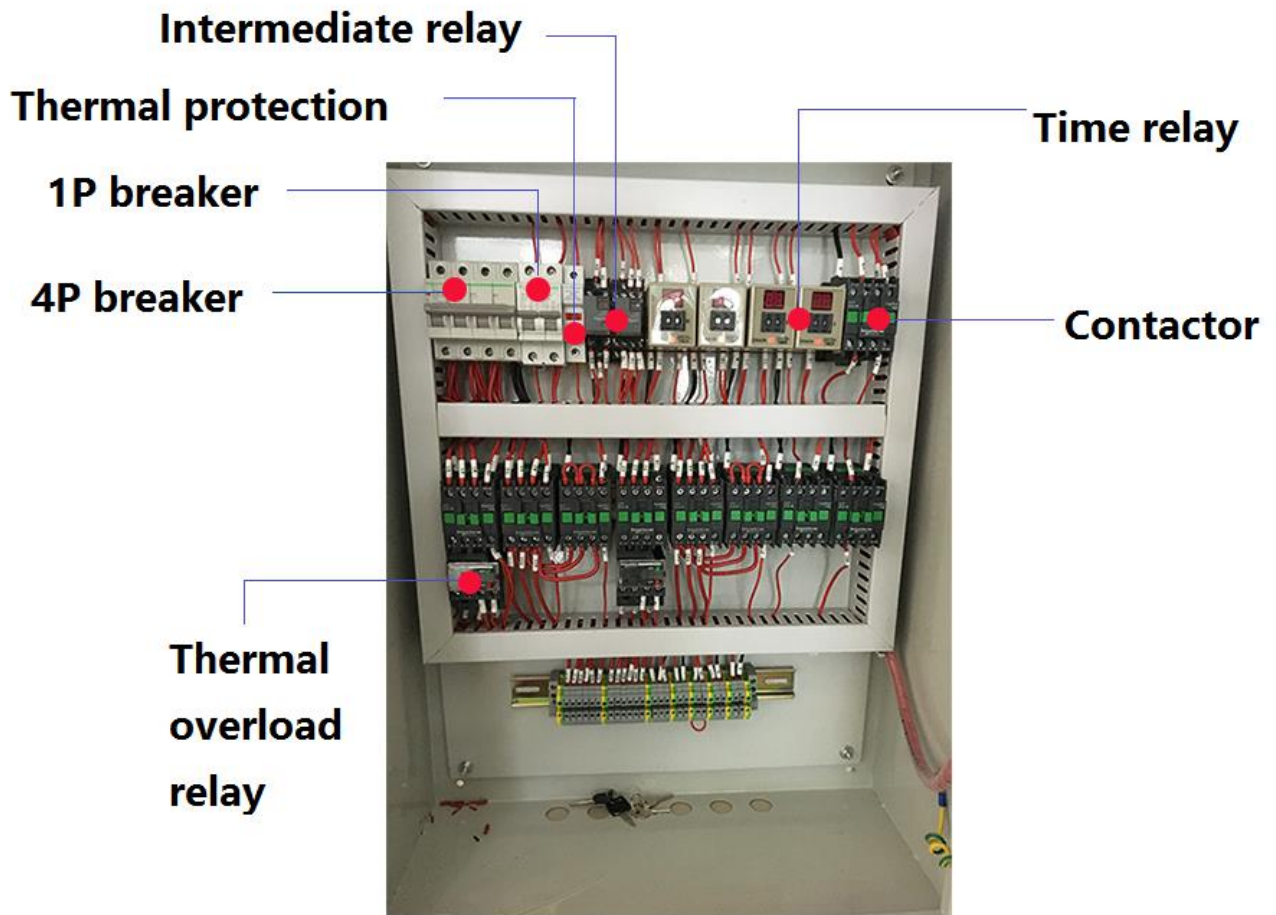 Intermediate relay
Thermal protection
Time relay
1P breaker
4P breaker
Contactor
Thermal
overload
relay